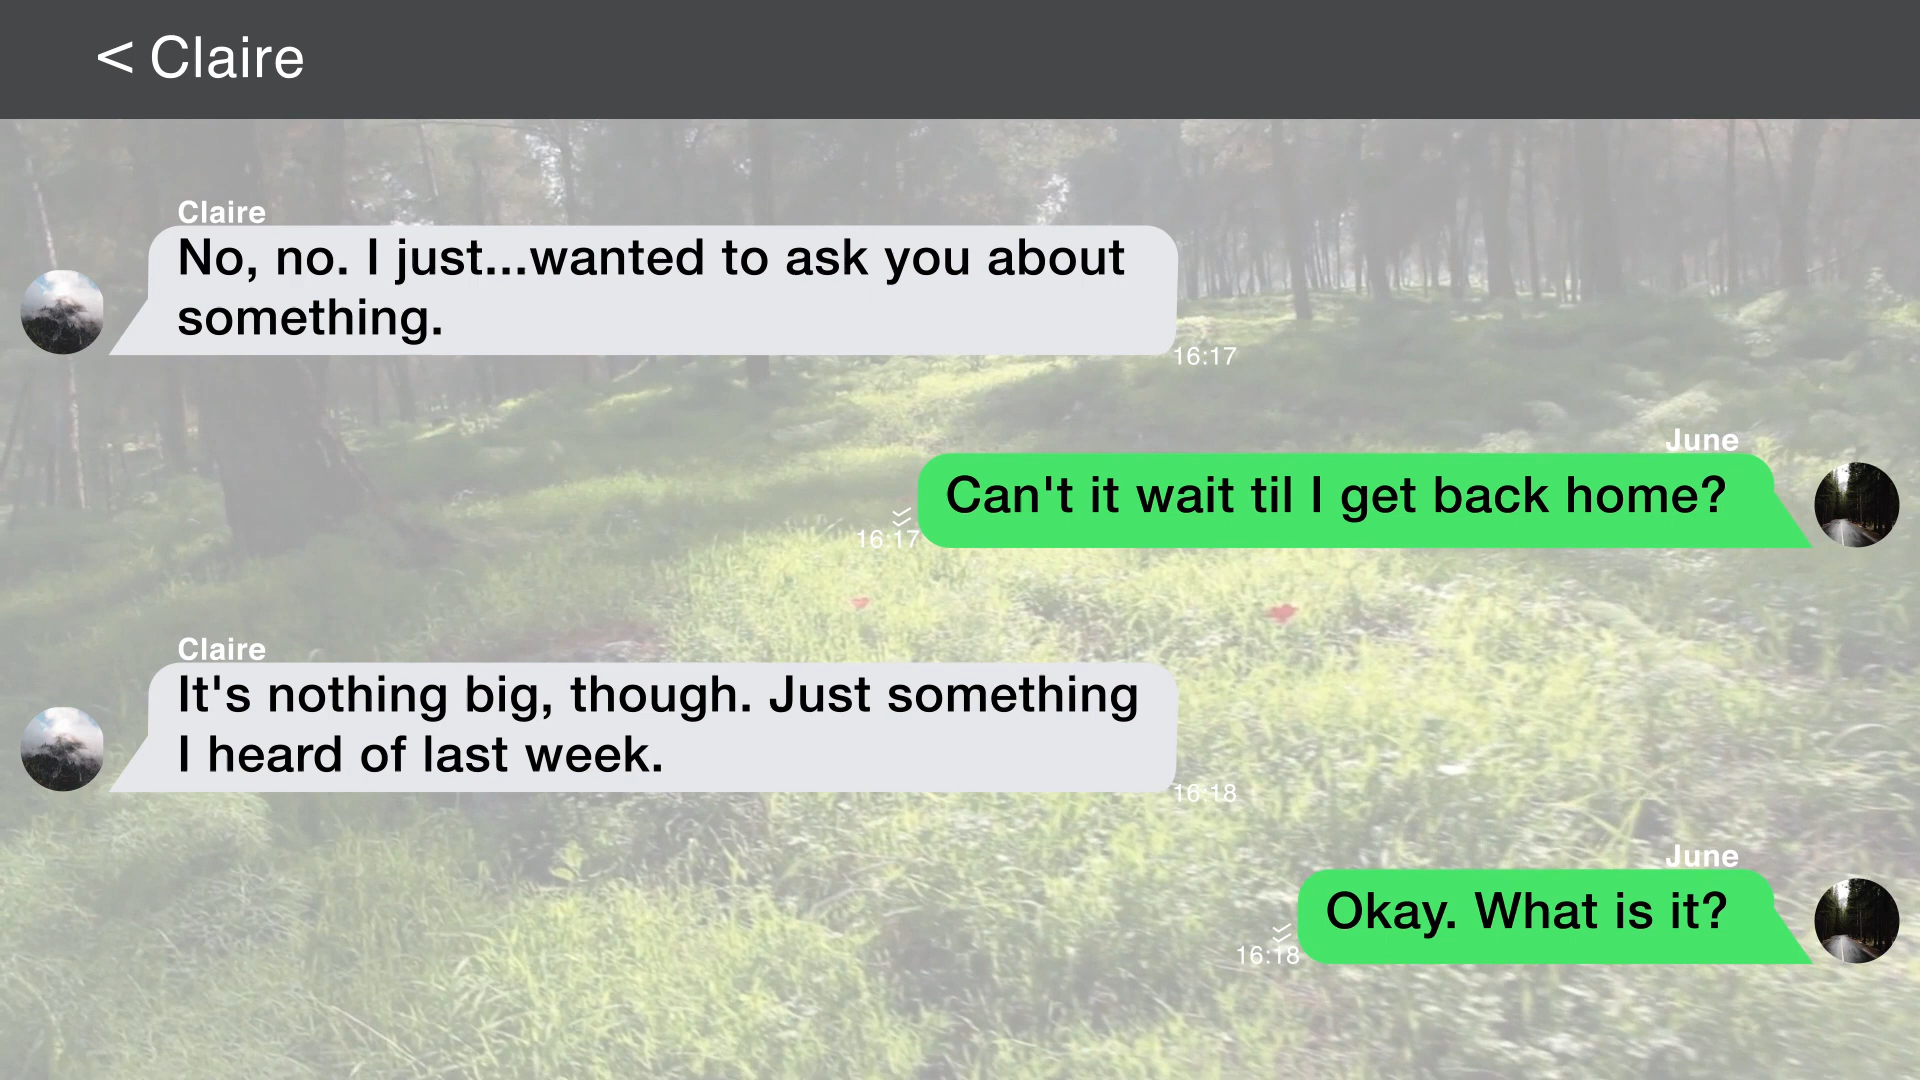 < Claire
Claire
No, no. I just...wanted to ask you about
something.
16:17
June
Can't it wait til I get back home?
16:17
Claire
It's nothing big, though. Just something
I heard of last week.
16:18
June
Okay. What is it?
16:18